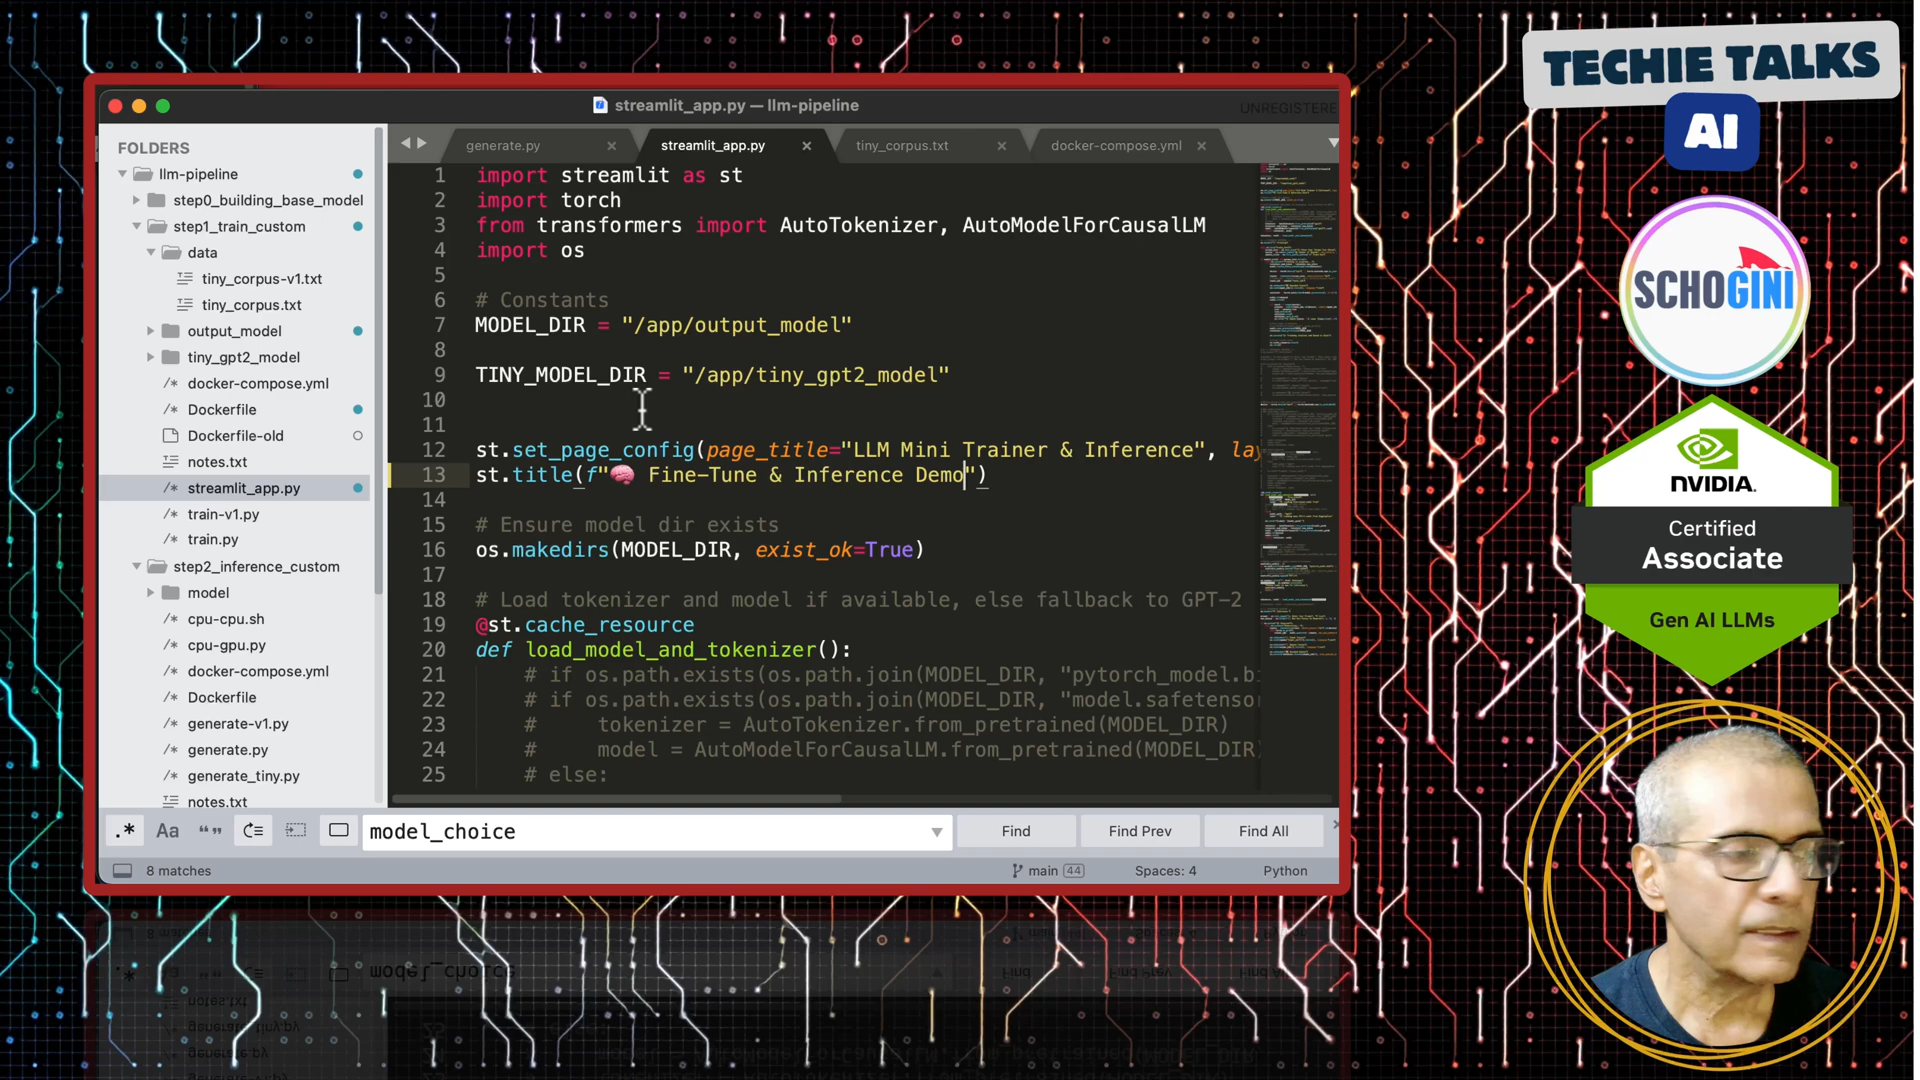 TECHIE TALKS
AI
SCHOGINI
NVIDIA.
Certified
Associate
Gen AI LLMs
streamlit_app.py — llm-pipeline
UNREGISTERE
FOLDERS
llm-pipeline
step0_building_base_model
step1_train_custom
data
tiny_corpus-v1.txt
tiny_corpus.txt
output_model
tiny_gpt2_model
docker-compose.yml
Dockerfile
Dockerfile-old
notes.txt
streamlit_app.py
train-v1.py
train.py
step2_inference_custom
model
cpu-cpu.sh
cpu-gpu.py
docker-compose.yml
Dockerfile
generate-v1.py
generate.py
generate_tiny.py
notes.txt
generate.py
streamlit_app.py
tiny_corpus.txt
docker-compose.yml
1 import streamlit as st
2 import torch
3 from transformers import AutoTokenizer, AutoModelForCausalLM
4 import os
5
6 # Constants
7 MODEL_DIR = "/app/output_model"
8
9 TINY_MODEL_DIR = "/app/tiny_gpt2_model"
10
11
12 st.set_page_config(page_title="LLM Mini Trainer & Inference", lay
13 st.title(f"🧠 Fine-Tune & Inference Demo")
14
15 # Ensure model dir exists
16 os.makedirs(MODEL_DIR, exist_ok=True)
17
18 # Load tokenizer and model if available, else fallback to GPT-2
19 @st.cache_resource
20 def load_model_and_tokenizer():
21 # if os.path.exists(os.path.join(MODEL_DIR, "pytorch_model.bi
22 # if os.path.exists(os.path.join(MODEL_DIR, "model.safetenso
23 # tokenizer = AutoTokenizer.from_pretrained(MODEL_DIR)
24 # model = AutoModelForCausalLM.from_pretrained(MODEL_DIR)
25 # else:
.* Aa “” model_choice Find Find Prev Find All
8 matches
main 44
Spaces: 4
Python